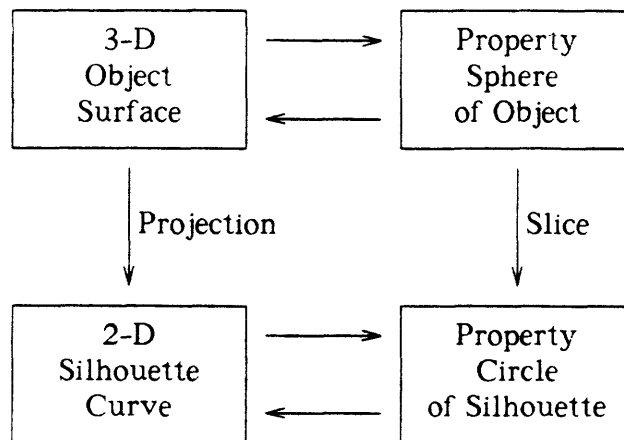 3-D
Object
Surface
Property
Sphere
of Object
Projection
Slice
2-D
Silhouette
Curve
Property
Circle
of Silhouette